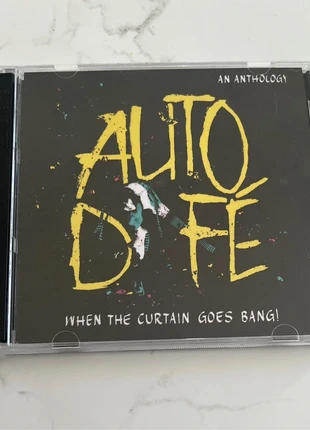 AN ANTHOLOGY
AUTO
DA FÉ
WHEN THE CURTAIN GOES BANG!